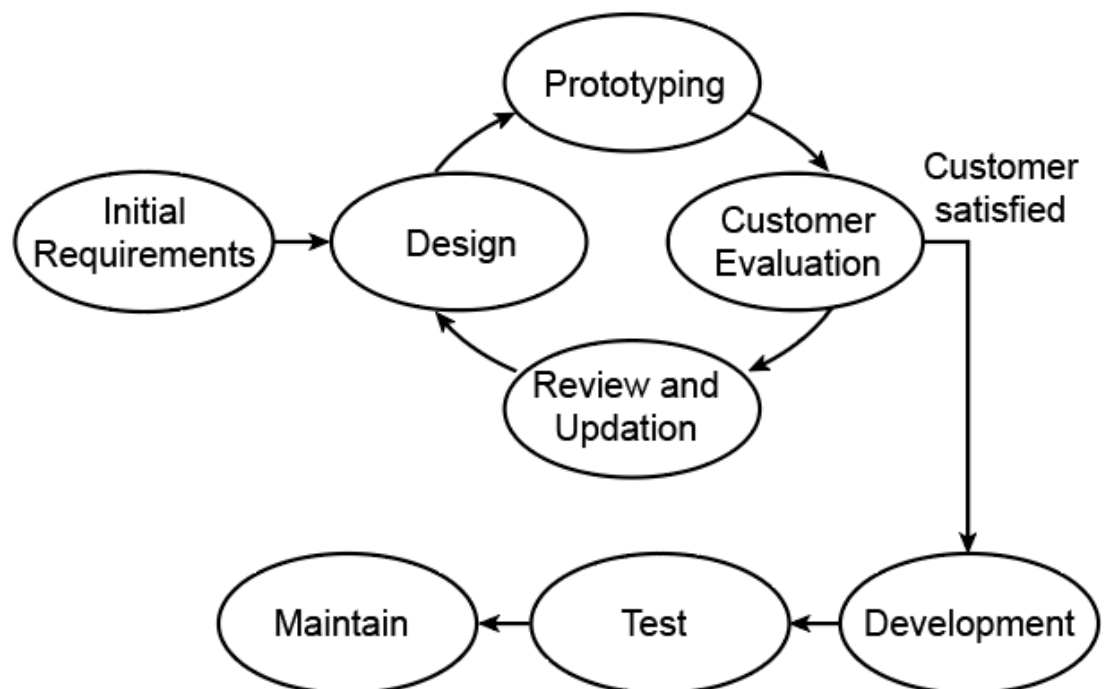 Prototyping
Customer
satisfied
Initial
Requirements
Design
Customer
Evaluation
Review and
Updation
Maintain
Test
Development